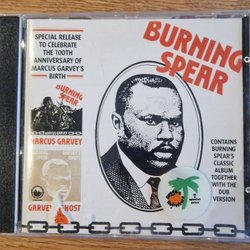 SPECIAL RELEASE
TO CELEBRATE
THE 100TH
ANNIVERSARY OF
MARCUS GARVEY'S
BIRTH
BURNING
SPEAR
BURNING
SPEAR
MARCUS GARVEY
GARVEY'S GHOST
CONTAINS
BURNING
SPEAR'S
CLASSIC
ALBUM
TOGETHER
WITH THE
DUB
VERSION